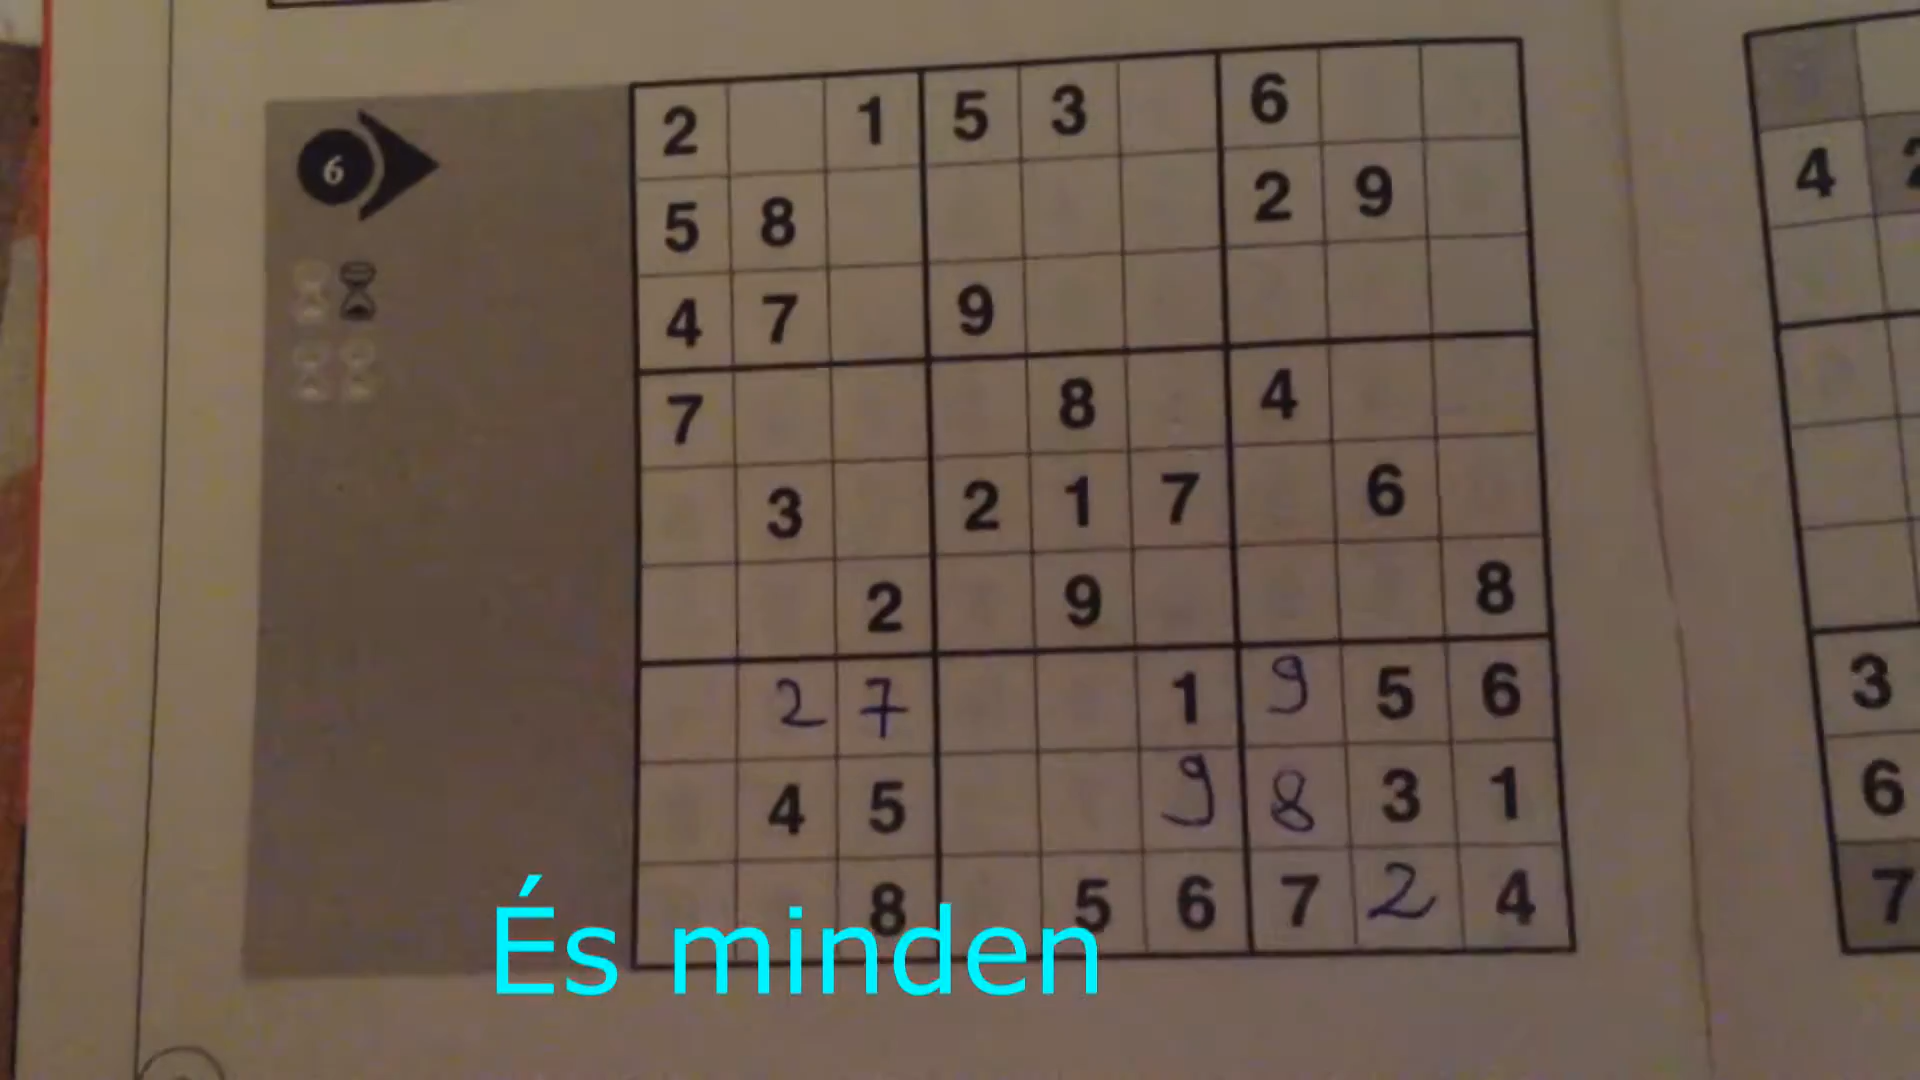 6
2 1 5 3 6
5 8 2 9
4 7 9
7 8 4
3 2 1 7 6
2 9 8
2 7 1 9 5 6
4 5 9 8 3 1
8 5 6 7 2 4
4 2
3
6
7
És minden